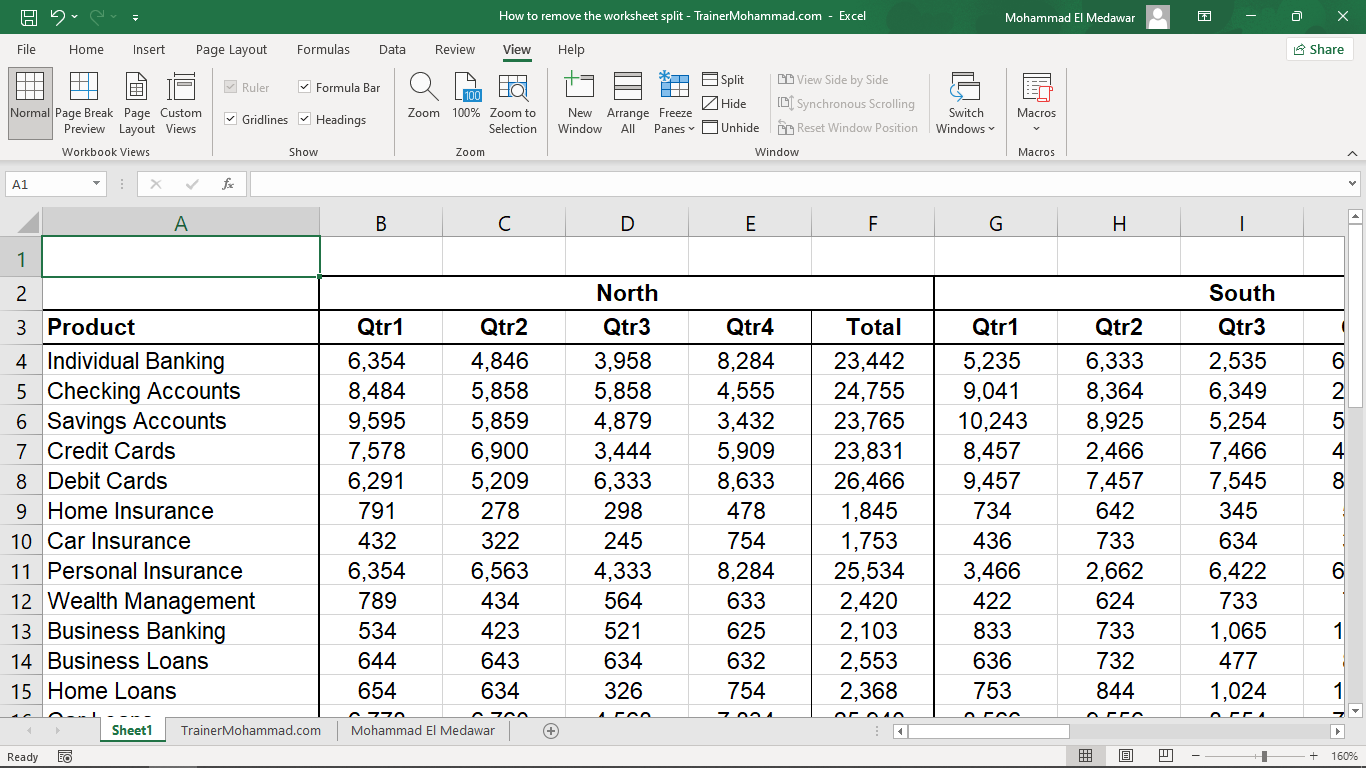 How to remove the worksheet split - TrainerMohammad.com - Excel
Mohammad El Medawar
File Home Insert Page Layout Formulas Data Review View Help
Share
Normal
Page Break Preview
Page Layout
Custom Views
Workbook Views
Ruler
Formula Bar
Gridlines
Headings
Show
Zoom
100
100%
Zoom to Selection
Zoom
New Window
Arrange All
Freeze Panes
Split
Hide
Unhide
View Side by Side
Synchronous Scrolling
Reset Window Position
Switch Windows
Window
Macros
Macros
A1
fx
A B C D E F G H I
1
2 North South
3 Product Qtr1 Qtr2 Qtr3 Qtr4 Total Qtr1 Qtr2 Qtr3
4 Individual Banking 6,354 4,846 3,958 8,284 23,442 5,235 6,333 2,535 6
5 Checking Accounts 8,484 5,858 5,858 4,555 24,755 9,041 8,364 6,349 2
6 Savings Accounts 9,595 5,859 4,879 3,432 23,765 10,243 8,925 5,254 5
7 Credit Cards 7,578 6,900 3,444 5,909 23,831 8,457 2,466 7,466 4
8 Debit Cards 6,291 5,209 6,333 8,633 26,466 9,457 7,457 7,545 8
9 Home Insurance 791 278 298 478 1,845 734 642 345
10 Car Insurance 432 322 245 754 1,753 436 733 634
11 Personal Insurance 6,354 6,563 4,333 8,284 25,534 3,466 2,662 6,422 6
12 Wealth Management 789 434 564 633 2,420 422 624 733
13 Business Banking 534 423 521 625 2,103 833 733 1,065 1
14 Business Loans 644 643 634 632 2,553 636 732 477
15 Home Loans 654 634 326 754 2,368 753 844 1,024 1
Sheet1 TrainerMohammad.com Mohammad El Medawar
Ready
160%